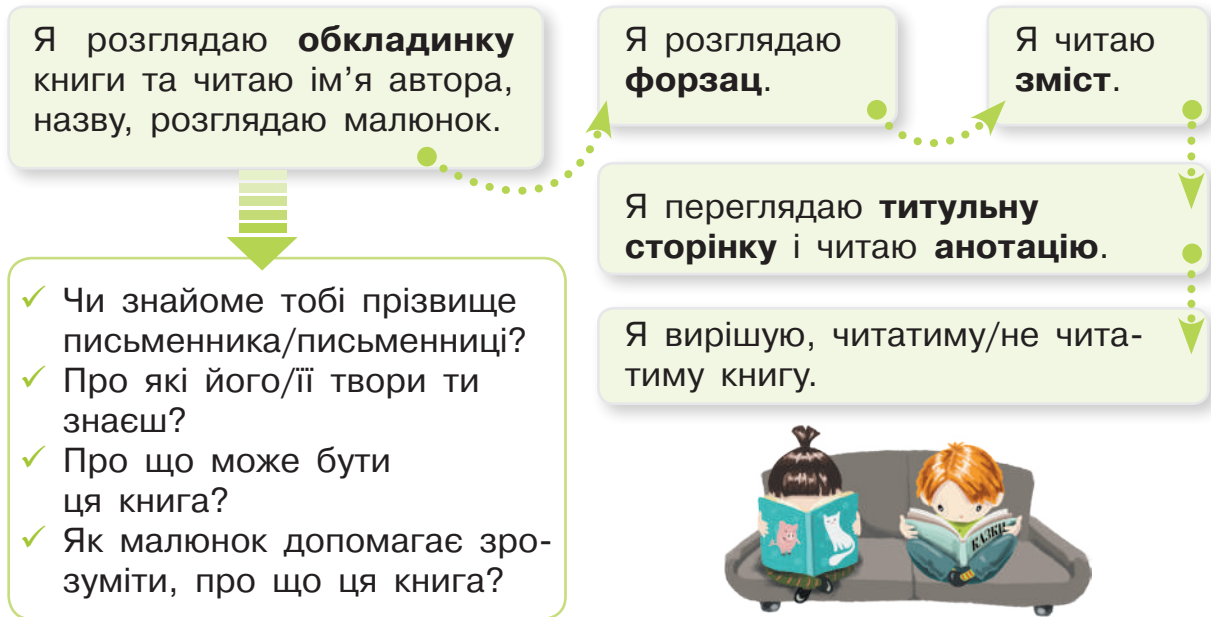 Я розглядаю обкладинку
книги та читаю ім’я автора,
назву, розглядаю малюнок.
Я розглядаю
форзац.
Я читаю
зміст.
Я переглядаю титульну
сторінку і читаю анотацію.
Я вирішую, читатиму/не чита-
тиму книгу.
Чи знайоме тобі прізвище
письменника/письменниці?
Про які його/її твори ти
знаєш?
Про що може бути
ця книга?
Як малюнок допомагає зро-
зуміти, про що ця книга?
КАЗКИ